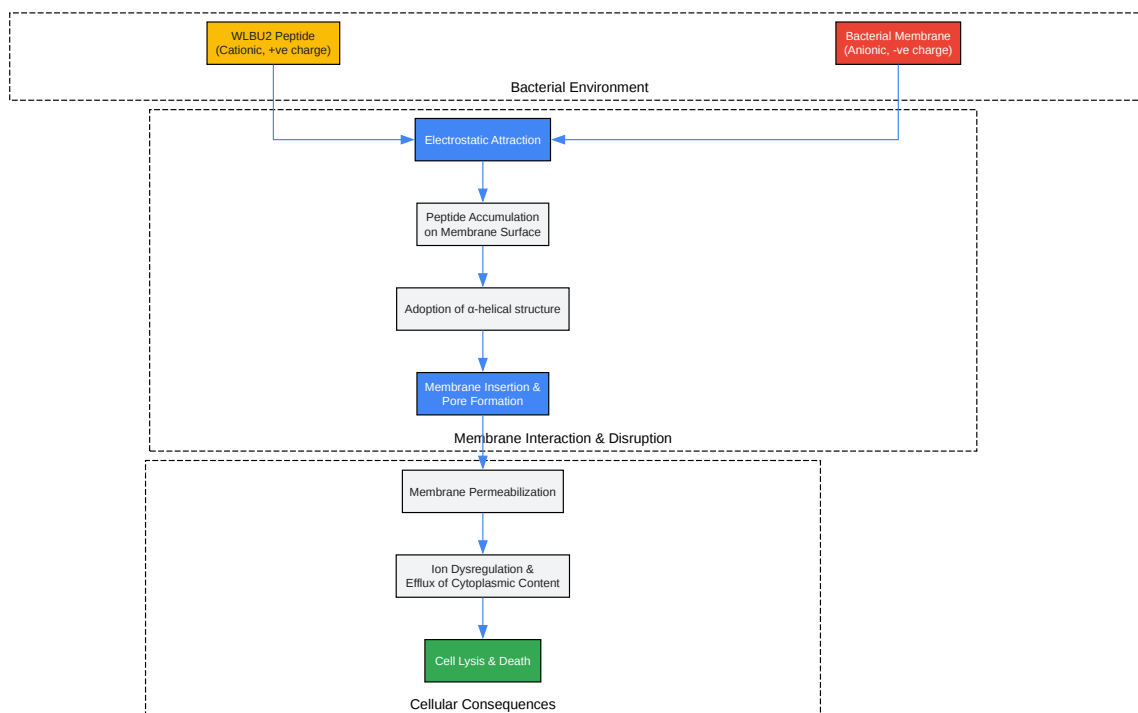 WLBU2 Peptide
(Cationic, +ve charge)
Bacterial Membrane
(Anionic, -ve charge)
Bacterial Environment
Electrostatic Attraction
Peptide Accumulation
on Membrane Surface
Adoption of α-helical structure
Membrane Insertion &
Pore Formation
Membrane Interaction & Disruption
Membrane Permeabilization
Ion Dysregulation &
Efflux of Cytoplasmic Content
Cell Lysis & Death
Cellular Consequences